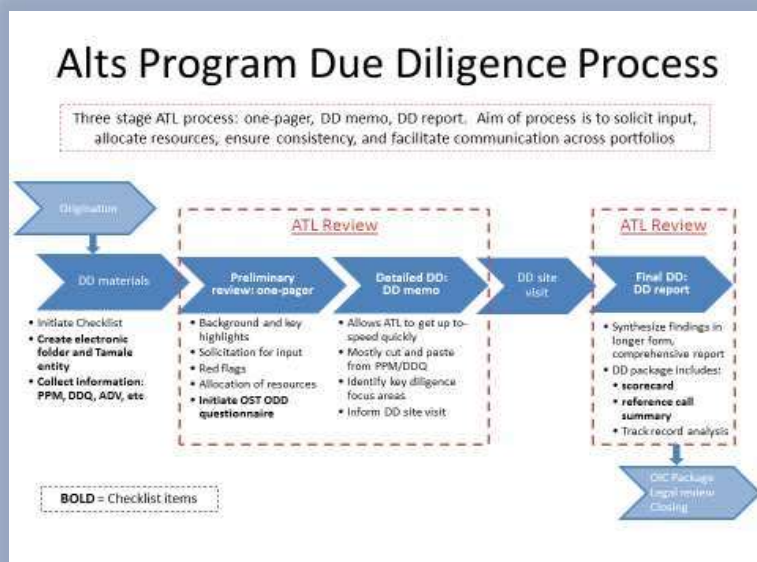 Alts Program Due Diligence Process
Three stage ATL process: one-pager, DD memo, DD report. Aim of process is to solicit input,
allocate resources, ensure consistency, and facilitate communication across portfolios
Origination
ATL Review
ATL Review
DD materials
Preliminary
review: one-pager
Detailed DD:
DD memo
DD site
visit
Final DD:
DD report
• Initiate Checklist
• Create electronic
folder and Tamale
entity
• Collect information:
PPM, DDQ, ADV, etc
• Background and key
highlights
• Solicitation for input
• Red flags
• Allocation of resources
• Initiate OST ODD
questionnaire
• Allows ATL to get up-to-
speed quickly
• Mostly cut and paste
from PPM/DDQ
• Identify key diligence
focus areas
• Inform DD site visit
• Synthesize findings in
longer form,
comprehensive report
• DD package includes:
• scorecard
• reference call
summary
• Track record analysis
OIC Package
Legal review
Closing
BOLD = Checklist items